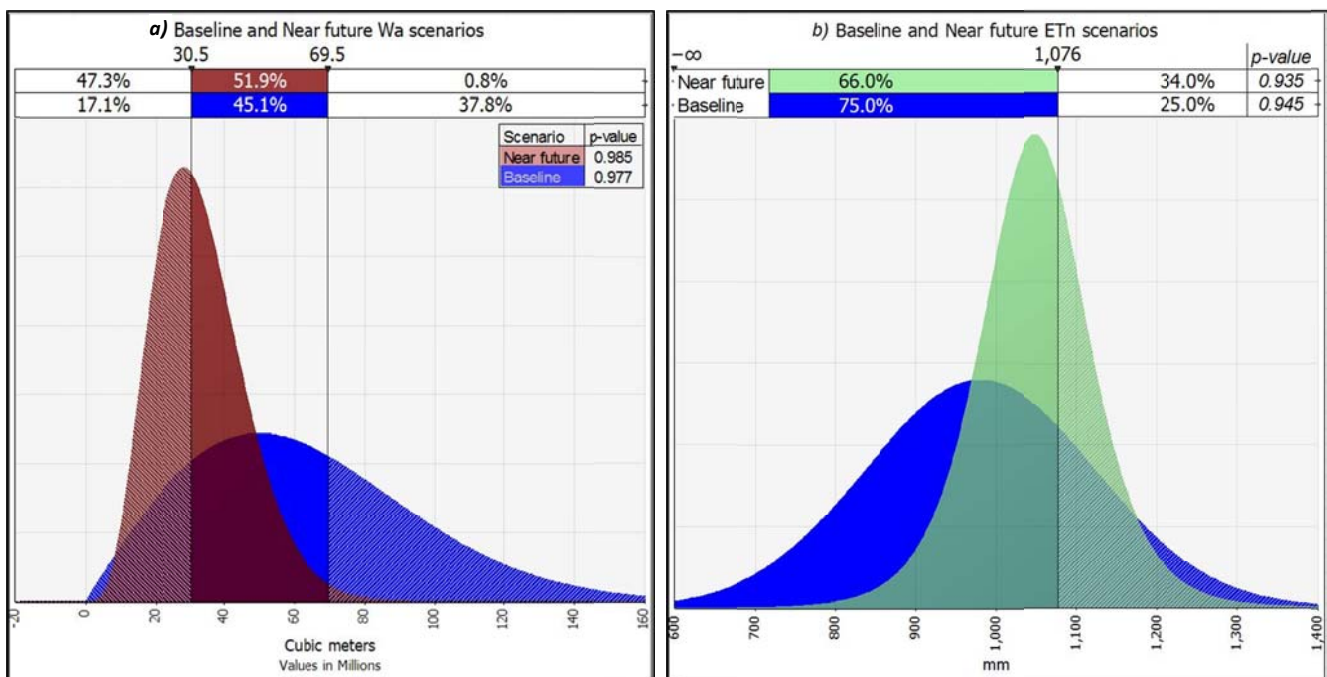 a) Baseline and Near future Wa scenarios
30.5 69.5
47.3% 51.9% 0.8%
17.1% 45.1% 37.8%
Scenario p-value
Near future 0.985
Baseline 0.977
-20 0 20 40 60 80 100 120 140 160
Cubic meters
Values in Millions
b) Baseline and Near future ETn scenarios
−∞ 1,076 p-value
Near future 66.0% 34.0% 0.935
Baseline 75.0% 25.0% 0.945
600 700 800 900 1,000 1,100 1,200 1,300 1,400
mm